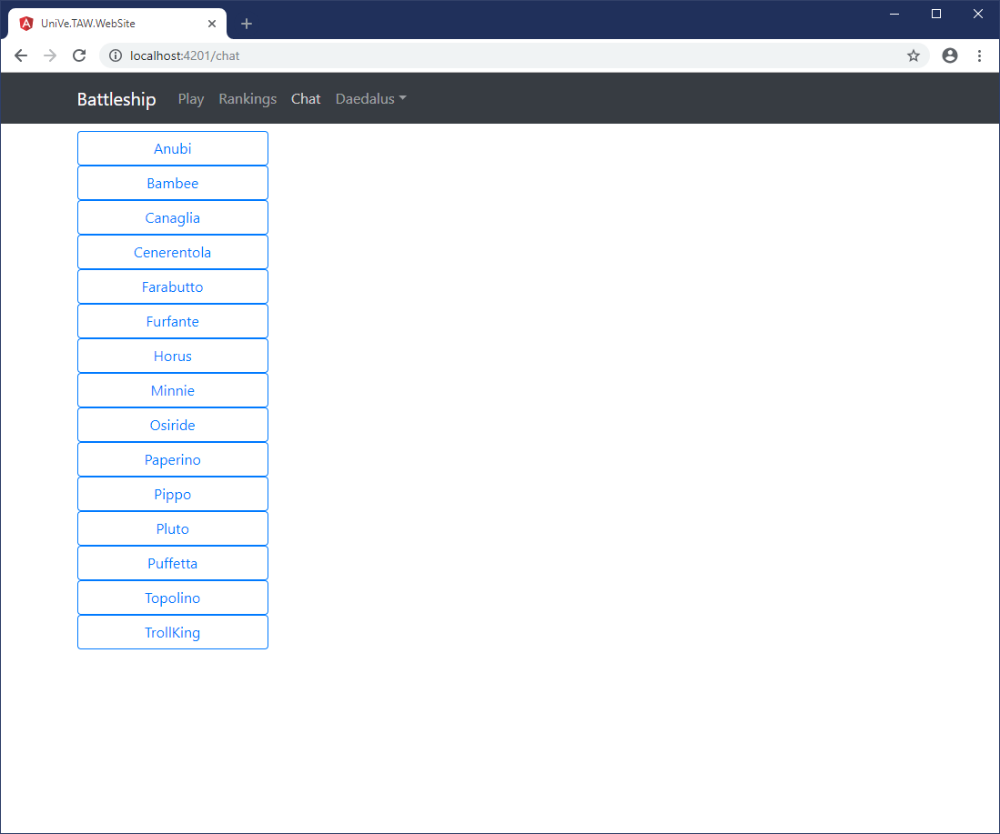 UniVe.TAW.WebSite
localhost:4201/chat
Battleship Play Rankings Chat Daedalus
Anubi
Bambee
Canaglia
Cenerentola
Farabutto
Furfante
Horus
Minnie
Osiride
Paperino
Pippo
Pluto
Puffetta
Topolino
TrollKing